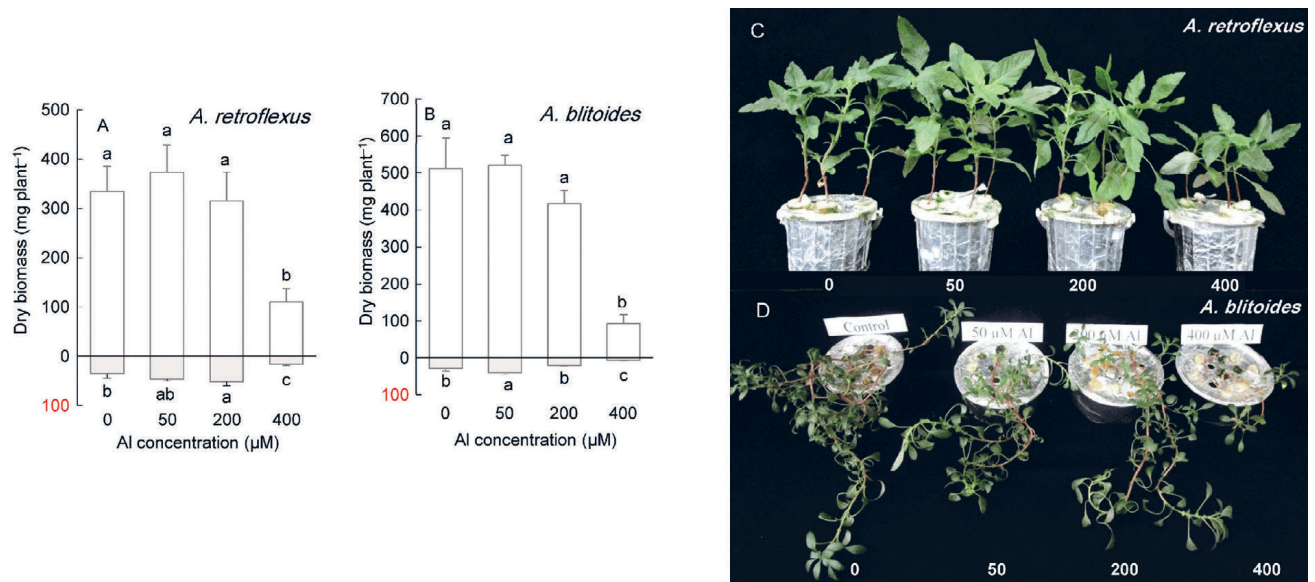 A
A. retroflexus
Dry biomass (mg plant⁻¹)
500
400
300
200
100
0
100
a
a
a
b
b
ab
a
c
0 50 200 400
Al concentration (µM)
B
A. blitoides
Dry biomass (mg plant⁻¹)
700
600
500
400
300
200
100
0
100
a
a
a
b
b
a
b
c
0 50 200 400
Al concentration (µM)
C
A. retroflexus
0 50 200 400
D
A. blitoides
Control
50 µM Al
200 µM Al
400 µM Al
0 50 200 400